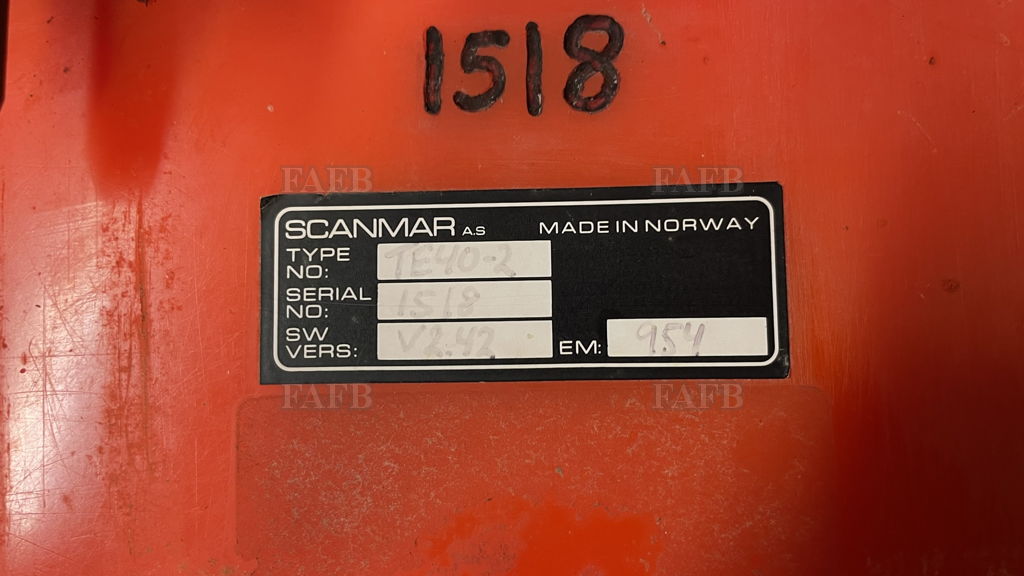 1518
FAFB FAFB
SCANMAR A.S MADE IN NORWAY
TYPE NO: TE40-2
SERIAL NO: 1518
SW VERS: V2.42 EM: 954
FAFB FAFB